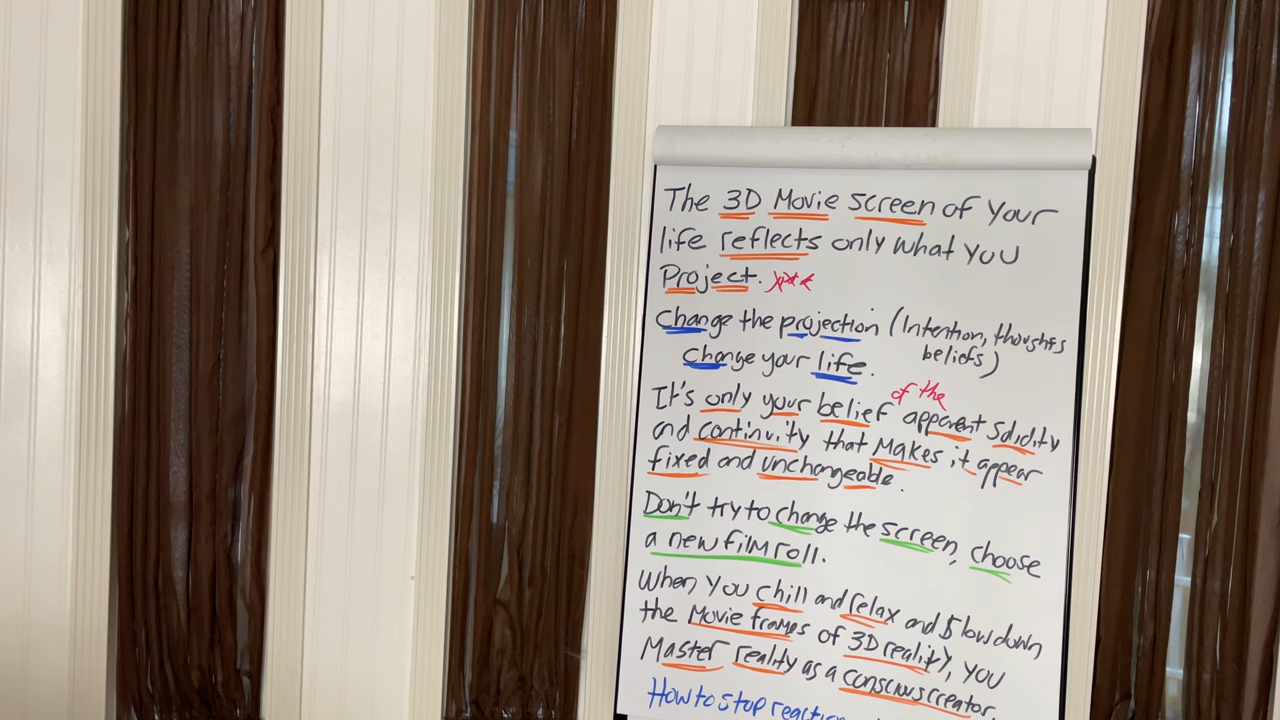 The 3D Movie Screen of Your
life reflects only what you
Project.
Change the projection (Intention, thoughts
beliefs)
Change your life.
of the
It's only your belief apparent Solidity
and continuity that Makes it appear
fixed and unchangeable.
Don't try to change the screen, choose
a new film roll.
When You chill and relax and Slow down
the Movie frames of 3D reality, you
Master reality as a conscious creator.
How to stop